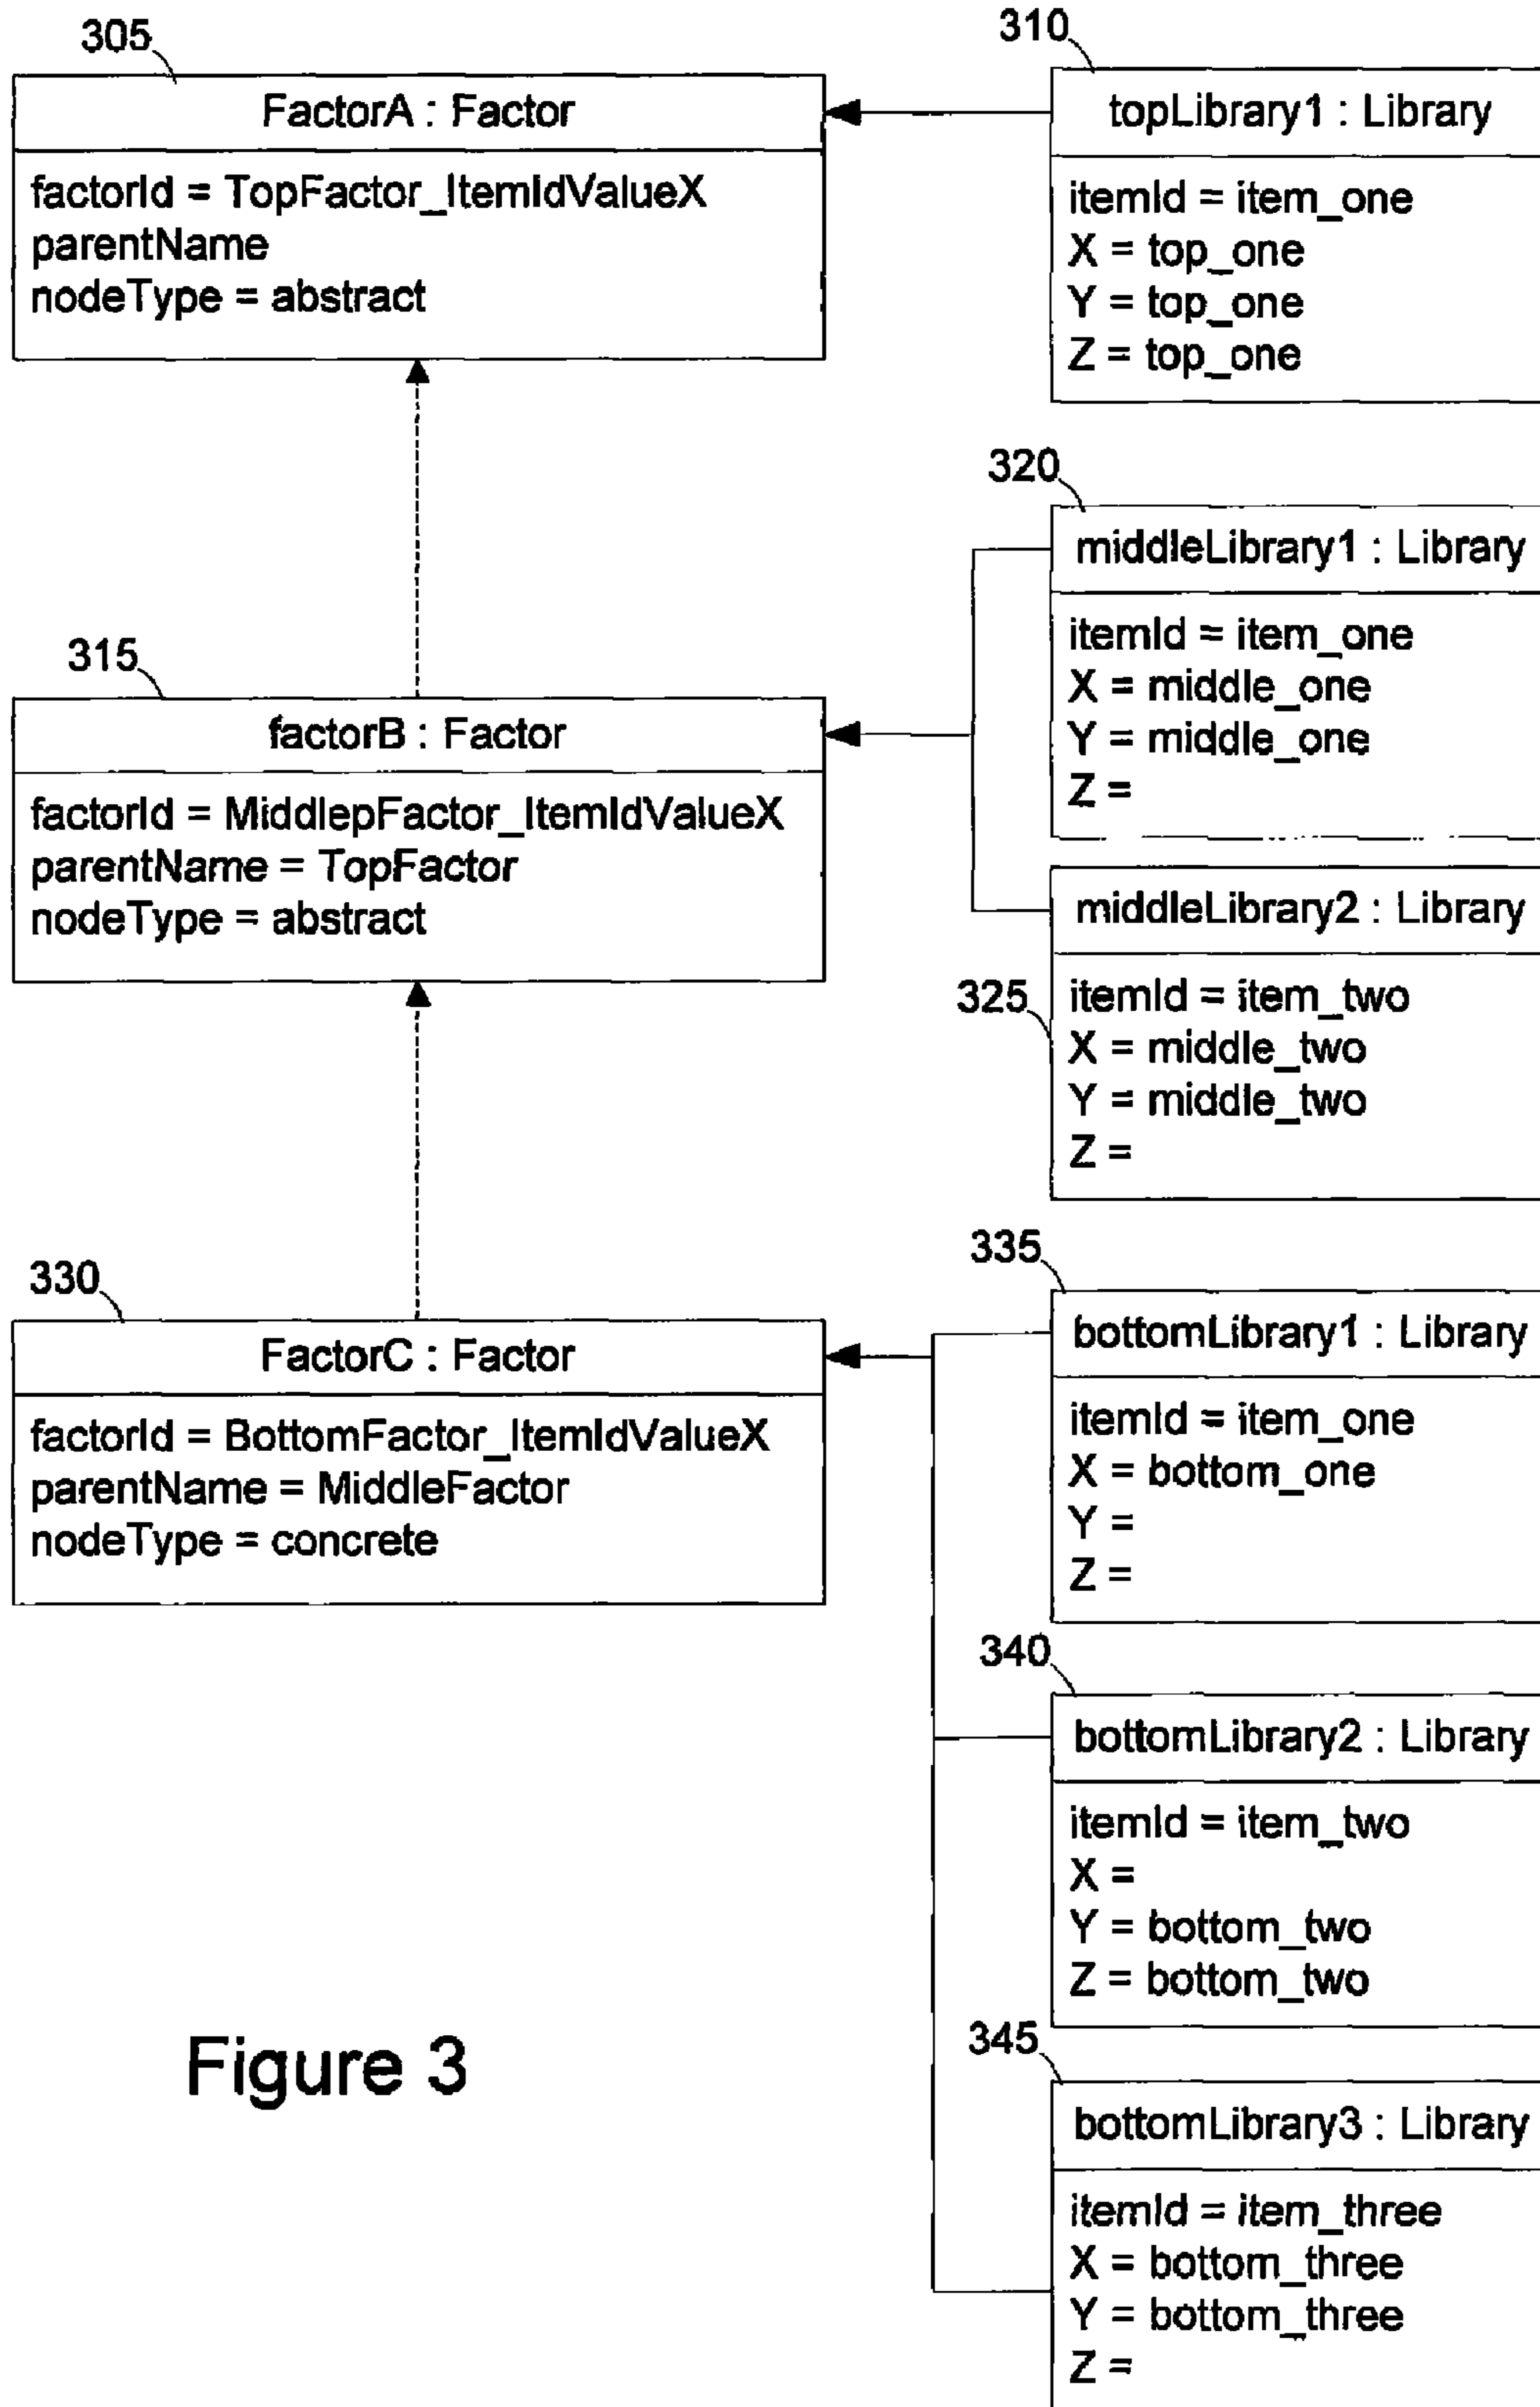 305
FactorA : Factor
factorId = TopFactor_ItemIdValueX
parentName
nodeType = abstract
310
topLibrary1 : Library
itemId = item_one
X = top_one
Y = top_one
Z = top_one
320
middleLibrary1 : Library
itemId = item_one
X = middle_one
Y = middle_one
Z =
315
factorB : Factor
factorId = MiddlepFactor_ItemIdValueX
parentName = TopFactor
nodeType = abstract
middleLibrary2 : Library
325
itemId = item_two
X = middle_two
Y = middle_two
Z =
330
FactorC : Factor
factorId = BottomFactor_ItemIdValueX
parentName = MiddleFactor
nodeType = concrete
335
bottomLibrary1 : Library
itemId = item_one
X = bottom_one
Y =
Z =
340
bottomLibrary2 : Library
itemId = item_two
X =
Y = bottom_two
Z = bottom_two
345
bottomLibrary3 : Library
itemId = item_three
X = bottom_three
Y = bottom_three
Z =
Figure 3